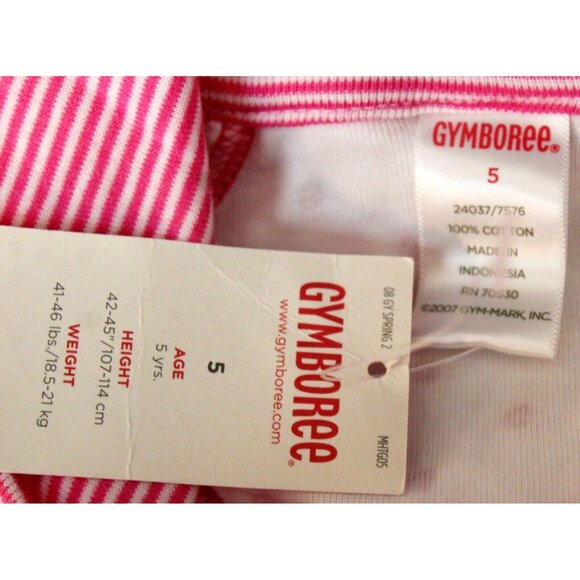 GYMBOREE®
5
24037/7576
100% COTTON
MADE IN
INDONESIA
RN 70530
©2007 GYM-MARK, INC.
08 GY SPRING 2
MHTG05
GYMBOREE®
www.gymboree.com
5
AGE
5 yrs.
HEIGHT
42-45"/107-114 cm
WEIGHT
41-46 lbs./18.5-21 kg